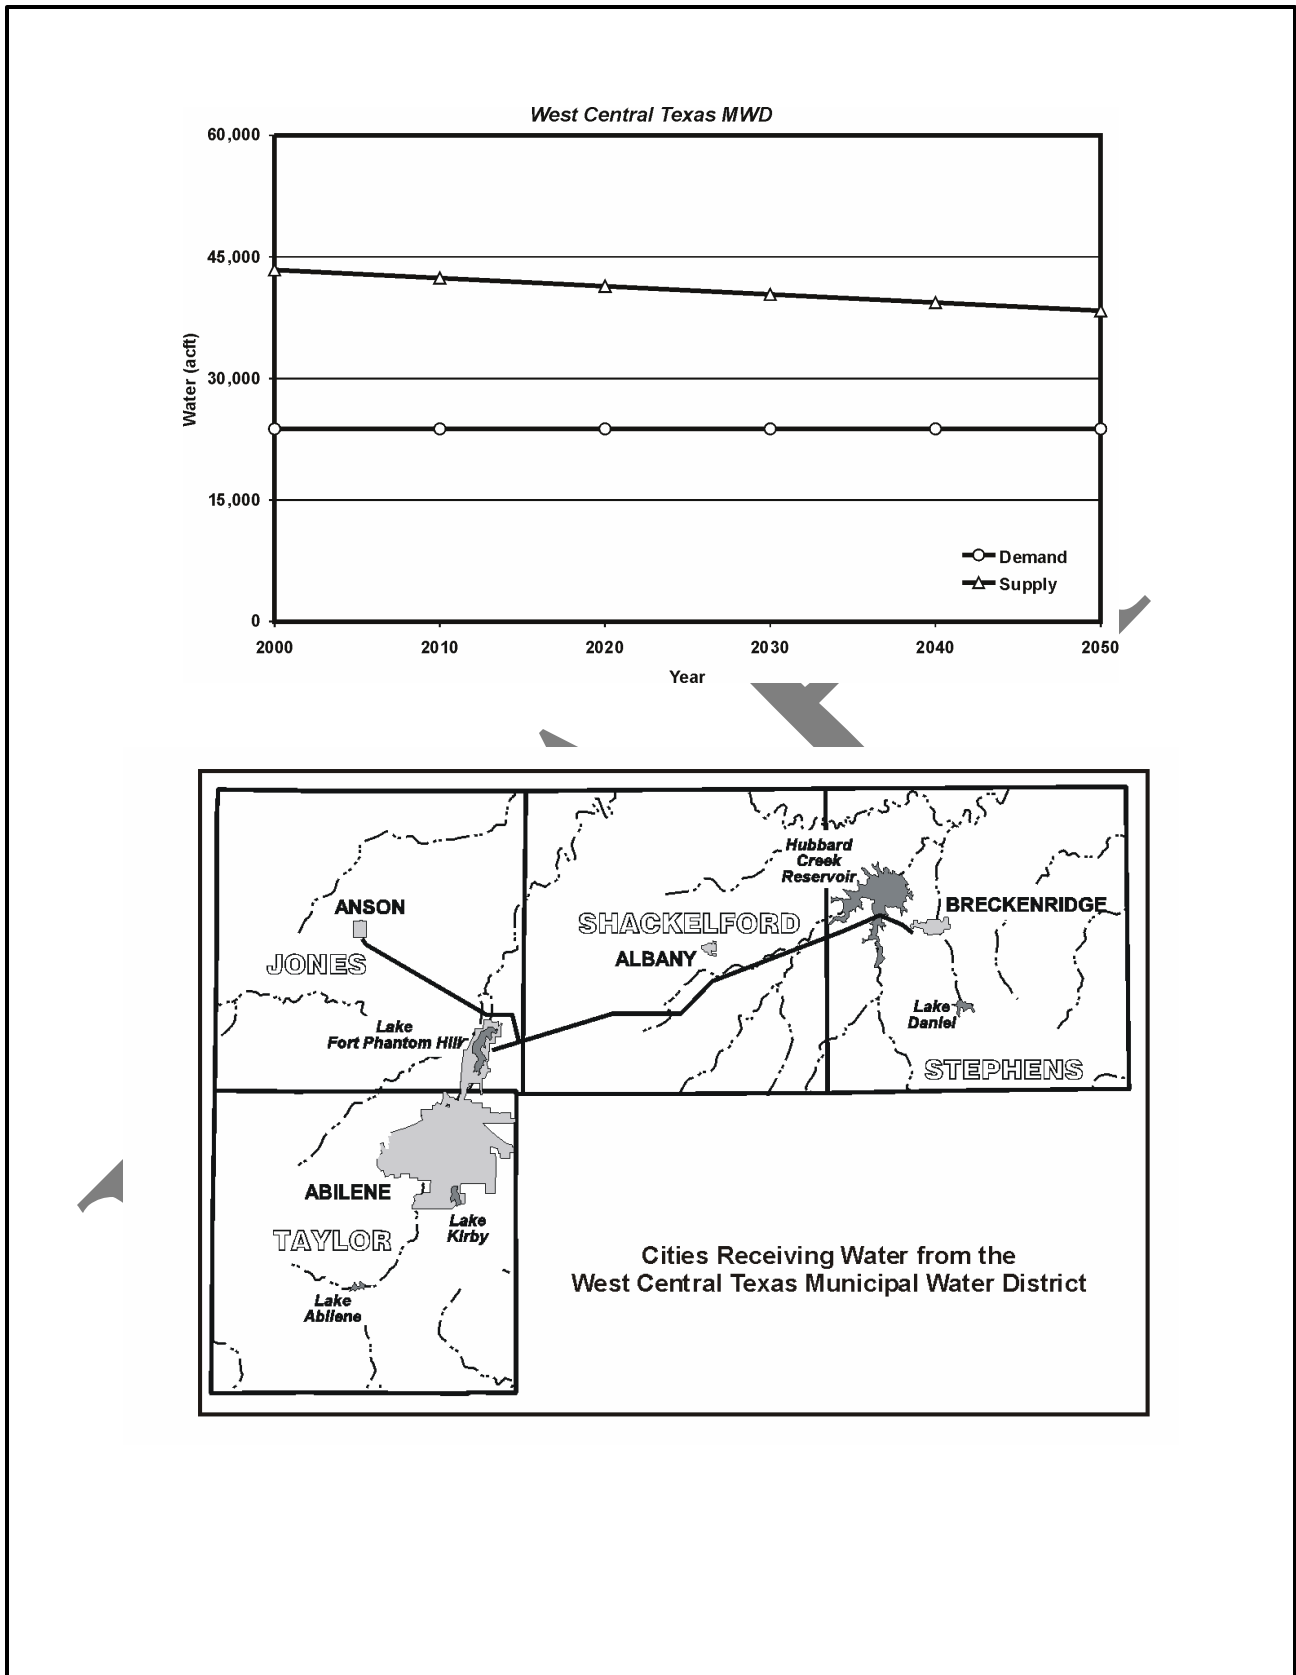 West Central Texas MWD
60,000
45,000
30,000
15,000
0
Water (acft)
Demand
Supply
2000 2010 2020 2030 2040 2050
Year
Hubbard
Creek
Reservoir
ANSON
BRECKENRIDGE
SHACKELFORD
JONES
ALBANY
Lake
Fort Phantom Hill
Lake
Daniel
STEPHENS
ABILENE
Lake
Kirby
TAYLOR
Lake
Abilene
Cities Receiving Water from the
West Central Texas Municipal Water District